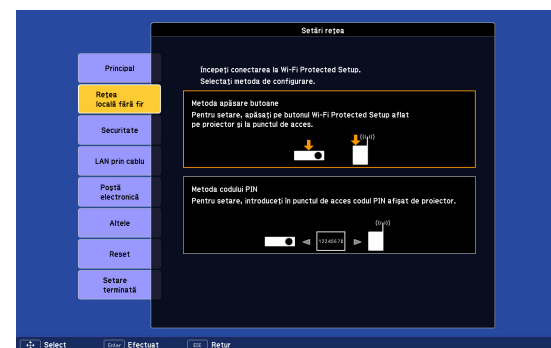 Setări rețea
Principal
Rețea
locală fără fir
Securitate
LAN prin cablu
Poștă
electronică
Altele
Reset
Setare
terminată
Începeți conectarea la Wi-Fi Protected Setup.
Selectați metoda de configurare.
Metoda apăsare butoane
Pentru setare, apăsați pe butonul Wi-Fi Protected Setup aflat
pe proiector și la punctul de acces.
Metoda codului PIN
Pentru setare, introduceți în punctul de acces codul PIN afișat de proiector.
12345678
Select
Enter Efectuat
ESC Retur